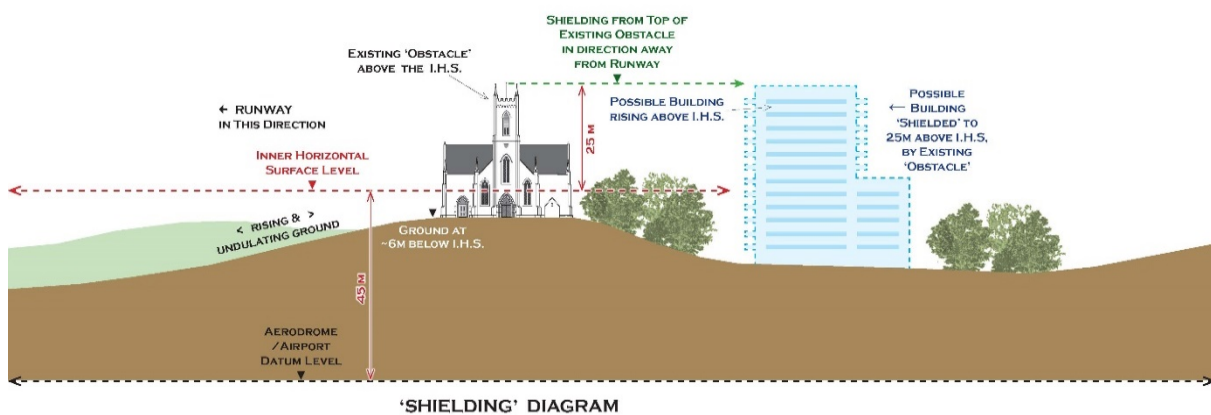 SHIELDING FROM TOP OF
EXISTING OBSTACLE
IN DIRECTION AWAY
FROM RUNWAY
EXISTING ‘OBSTACLE’
ABOVE THE I.H.S.
← RUNWAY
IN THIS DIRECTION
POSSIBLE BUILDING
RISING ABOVE I.H.S.
← POSSIBLE
BUILDING
‘SHIELDED’ TO
25M ABOVE I.H.S.
BY EXISTING
‘OBSTACLE’
25 M
INNER HORIZONTAL
SURFACE LEVEL
< RISING & >
UNDULATING GROUND
GROUND AT
~6M BELOW I.H.S.
45 M
AERODROME
/AIRPORT
DATUM LEVEL
‘SHIELDING’ DIAGRAM